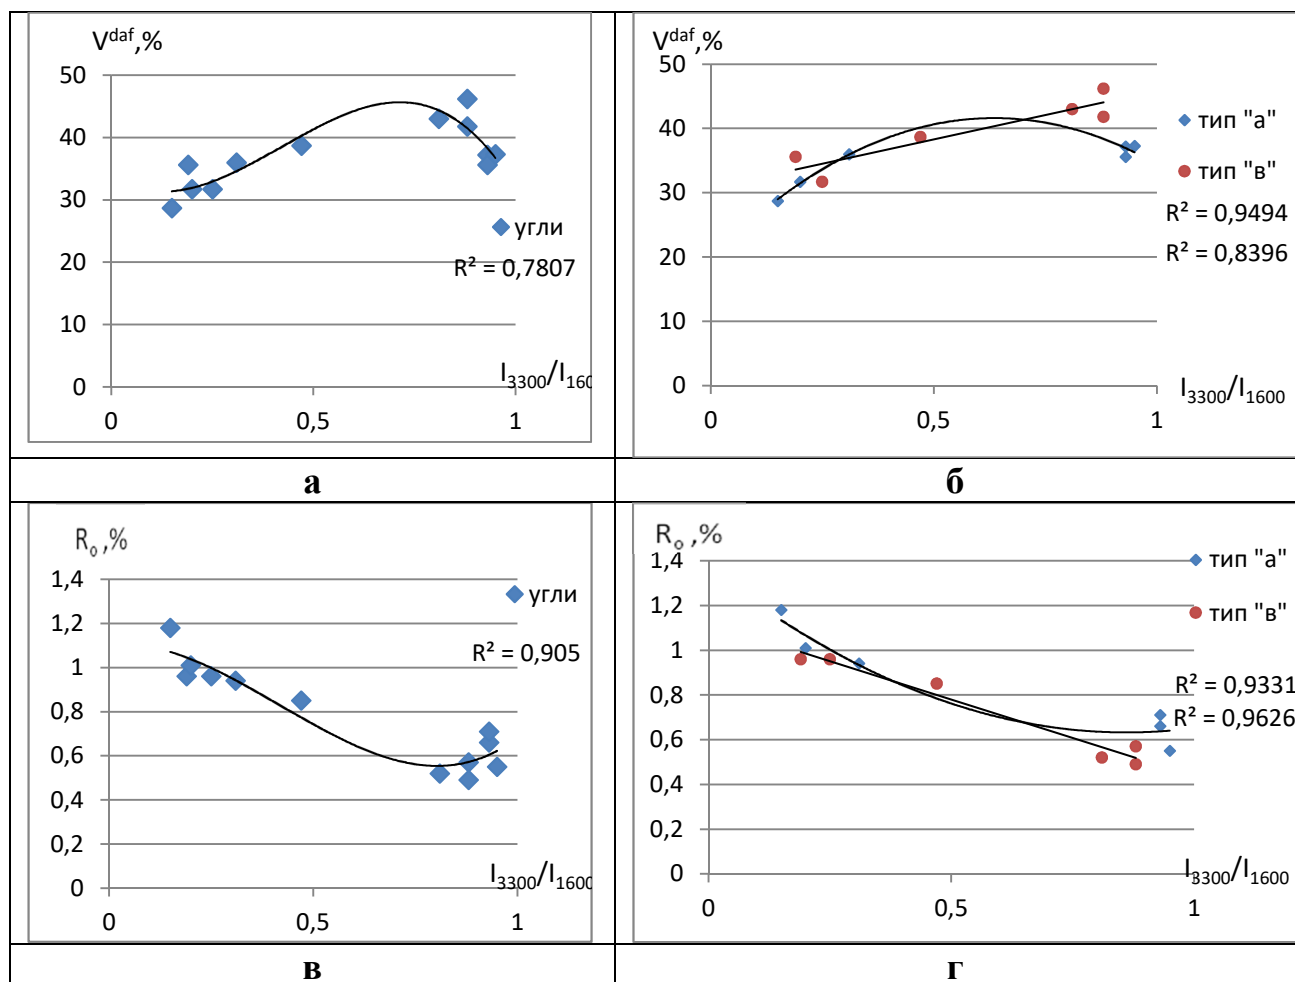 V^daf,%
50
40
30
20
10
0
0 0,5 1
угли
R² = 0,7807
I₃₃₀₀/I₁₆₀
а
V^daf,%
50
40
30
20
10
0
0 0,5 1
тип "а"
тип "в"
R² = 0,9494
R² = 0,8396
I₃₃₀₀/I₁₆₀₀
б
Rₒ,%
1,4
1,2
1
0,8
0,6
0,4
0,2
0
0 0,5 1
угли
R² = 0,905
I₃₃₀₀/I₁₆₀₀
в
Rₒ,%
1,4
1,2
1
0,8
0,6
0,4
0,2
0
0 0,5 1
тип "а"
тип "в"
R² = 0,9331
R² = 0,9626
I₃₃₀₀/I₁₆₀₀
г